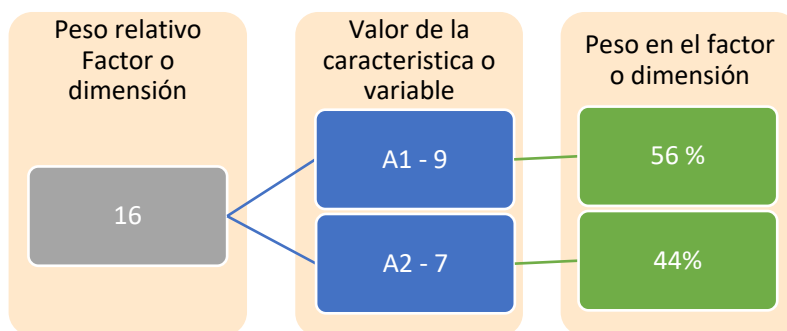 Peso relativo
Factor o
dimensión
Valor de la
caracteristica o
variable
Peso en el factor
o dimensión
16
A1 - 9
56 %
A2 - 7
44%